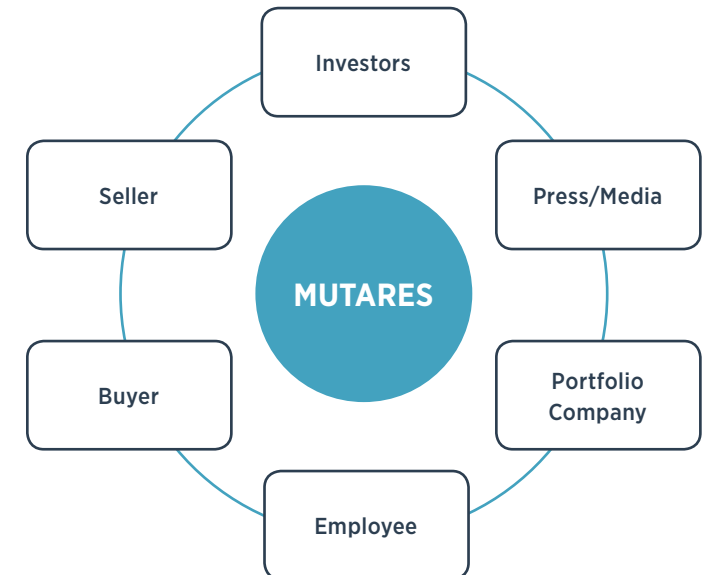 Investors
Seller
Press/Media
MUTARES
Buyer
Portfolio
Company
Employee